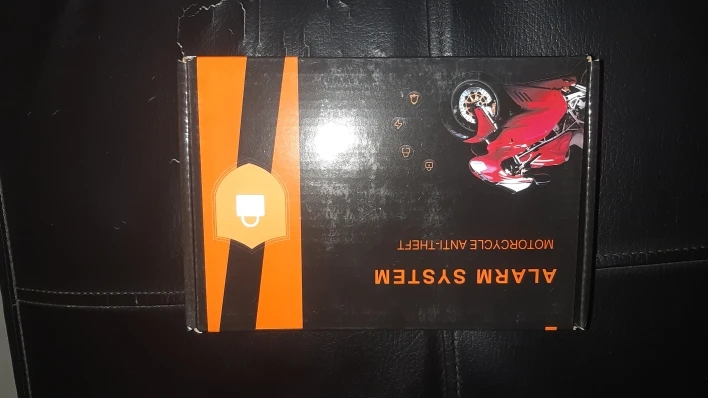 ALARM SYSTEM
MOTORCYCLE ANTI-THEFT